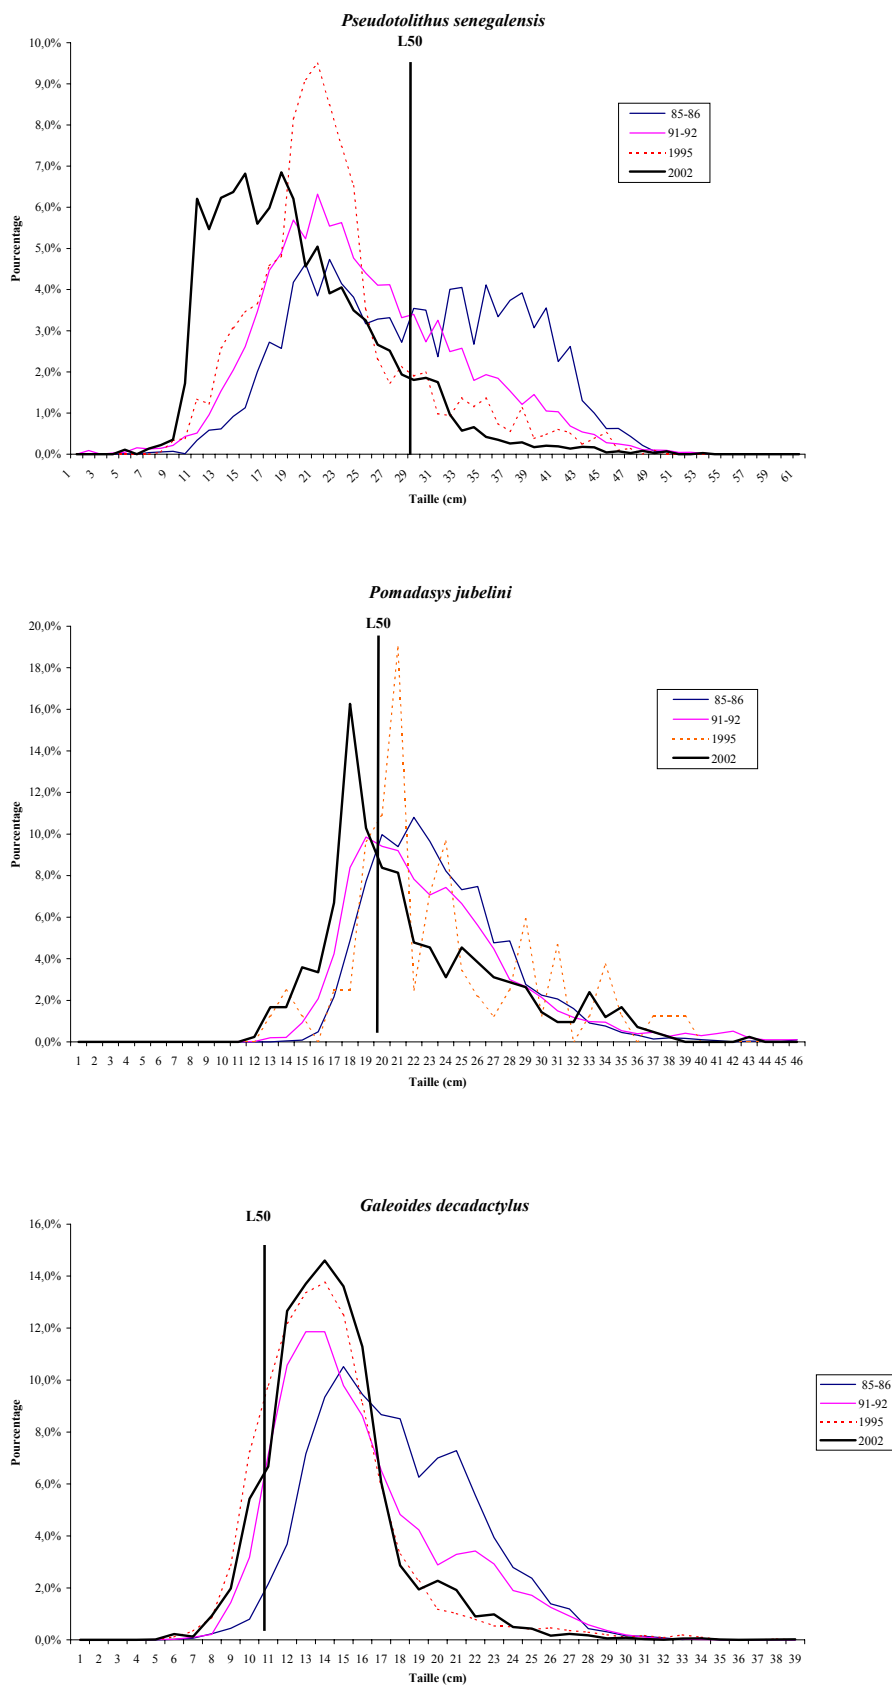 Pseudotolithus senegalensis
L50
10,0%
9,0%
8,0%
7,0%
6,0%
5,0%
4,0%
3,0%
2,0%
1,0%
0,0%
Pourcentage
85-86
91-92
1995
2002
1 3 5 7 9 11 13 15 17 19 21 23 25 27 29 31 33 35 37 39 41 43 45 47 49 51 53 55 57 59 61
Taille (cm)
Pomadasys jubelini
L50
20,0%
18,0%
16,0%
14,0%
12,0%
10,0%
8,0%
6,0%
4,0%
2,0%
0,0%
Pourcentage
85-86
91-92
1995
2002
1 2 3 4 5 6 7 8 9 10 11 12 13 14 15 16 17 18 19 20 21 22 23 24 25 26 27 28 29 30 31 32 33 34 35 36 37 38 39 40 41 42 43 44 45 46
Taille (cm)
Galeoides decadactylus
L50
16,0%
14,0%
12,0%
10,0%
8,0%
6,0%
4,0%
2,0%
0,0%
Pourcentage
85-86
91-92
1995
2002
1 2 3 4 5 6 7 8 9 10 11 12 13 14 15 16 17 18 19 20 21 22 23 24 25 26 27 28 29 30 31 32 33 34 35 36 37 38 39
Taille (cm)